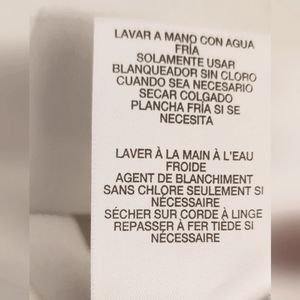 LAVAR A MANO CON AGUA
FRÍA
SOLAMENTE USAR
BLANQUEADOR SIN CLORO
CUANDO SEA NECESARIO
SECAR COLGADO
PLANCHA FRÍA SI SE
NECESITA
LAVER À LA MAIN À L'EAU
FROIDE
AGENT DE BLANCHIMENT
SANS CHLORE SEULEMENT SI
NÉCESSAIRE
SÉCHER SUR CORDE À LINGE
REPASSER À FER TIÈDE SI
NÉCESSAIRE